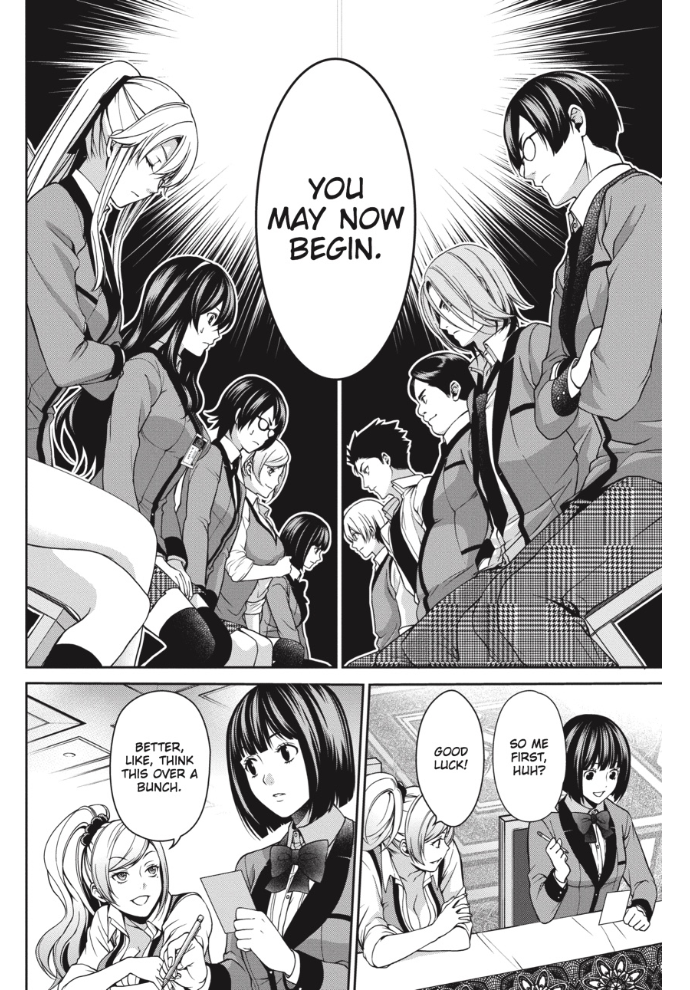 YOU
MAY NOW
BEGIN.
SO ME
FIRST,
HUH?
GOOD
LUCK!
BETTER,
LIKE, THINK
THIS OVER A
BUNCH.